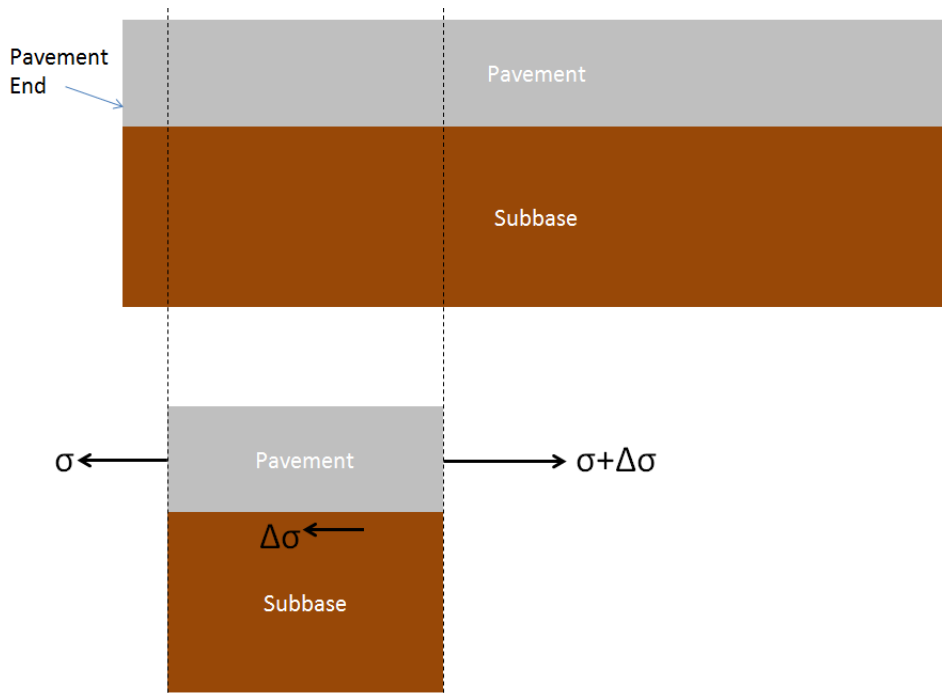 Pavement
End
Pavement
Subbase
σ
Pavement
σ+Δσ
Δσ
Subbase